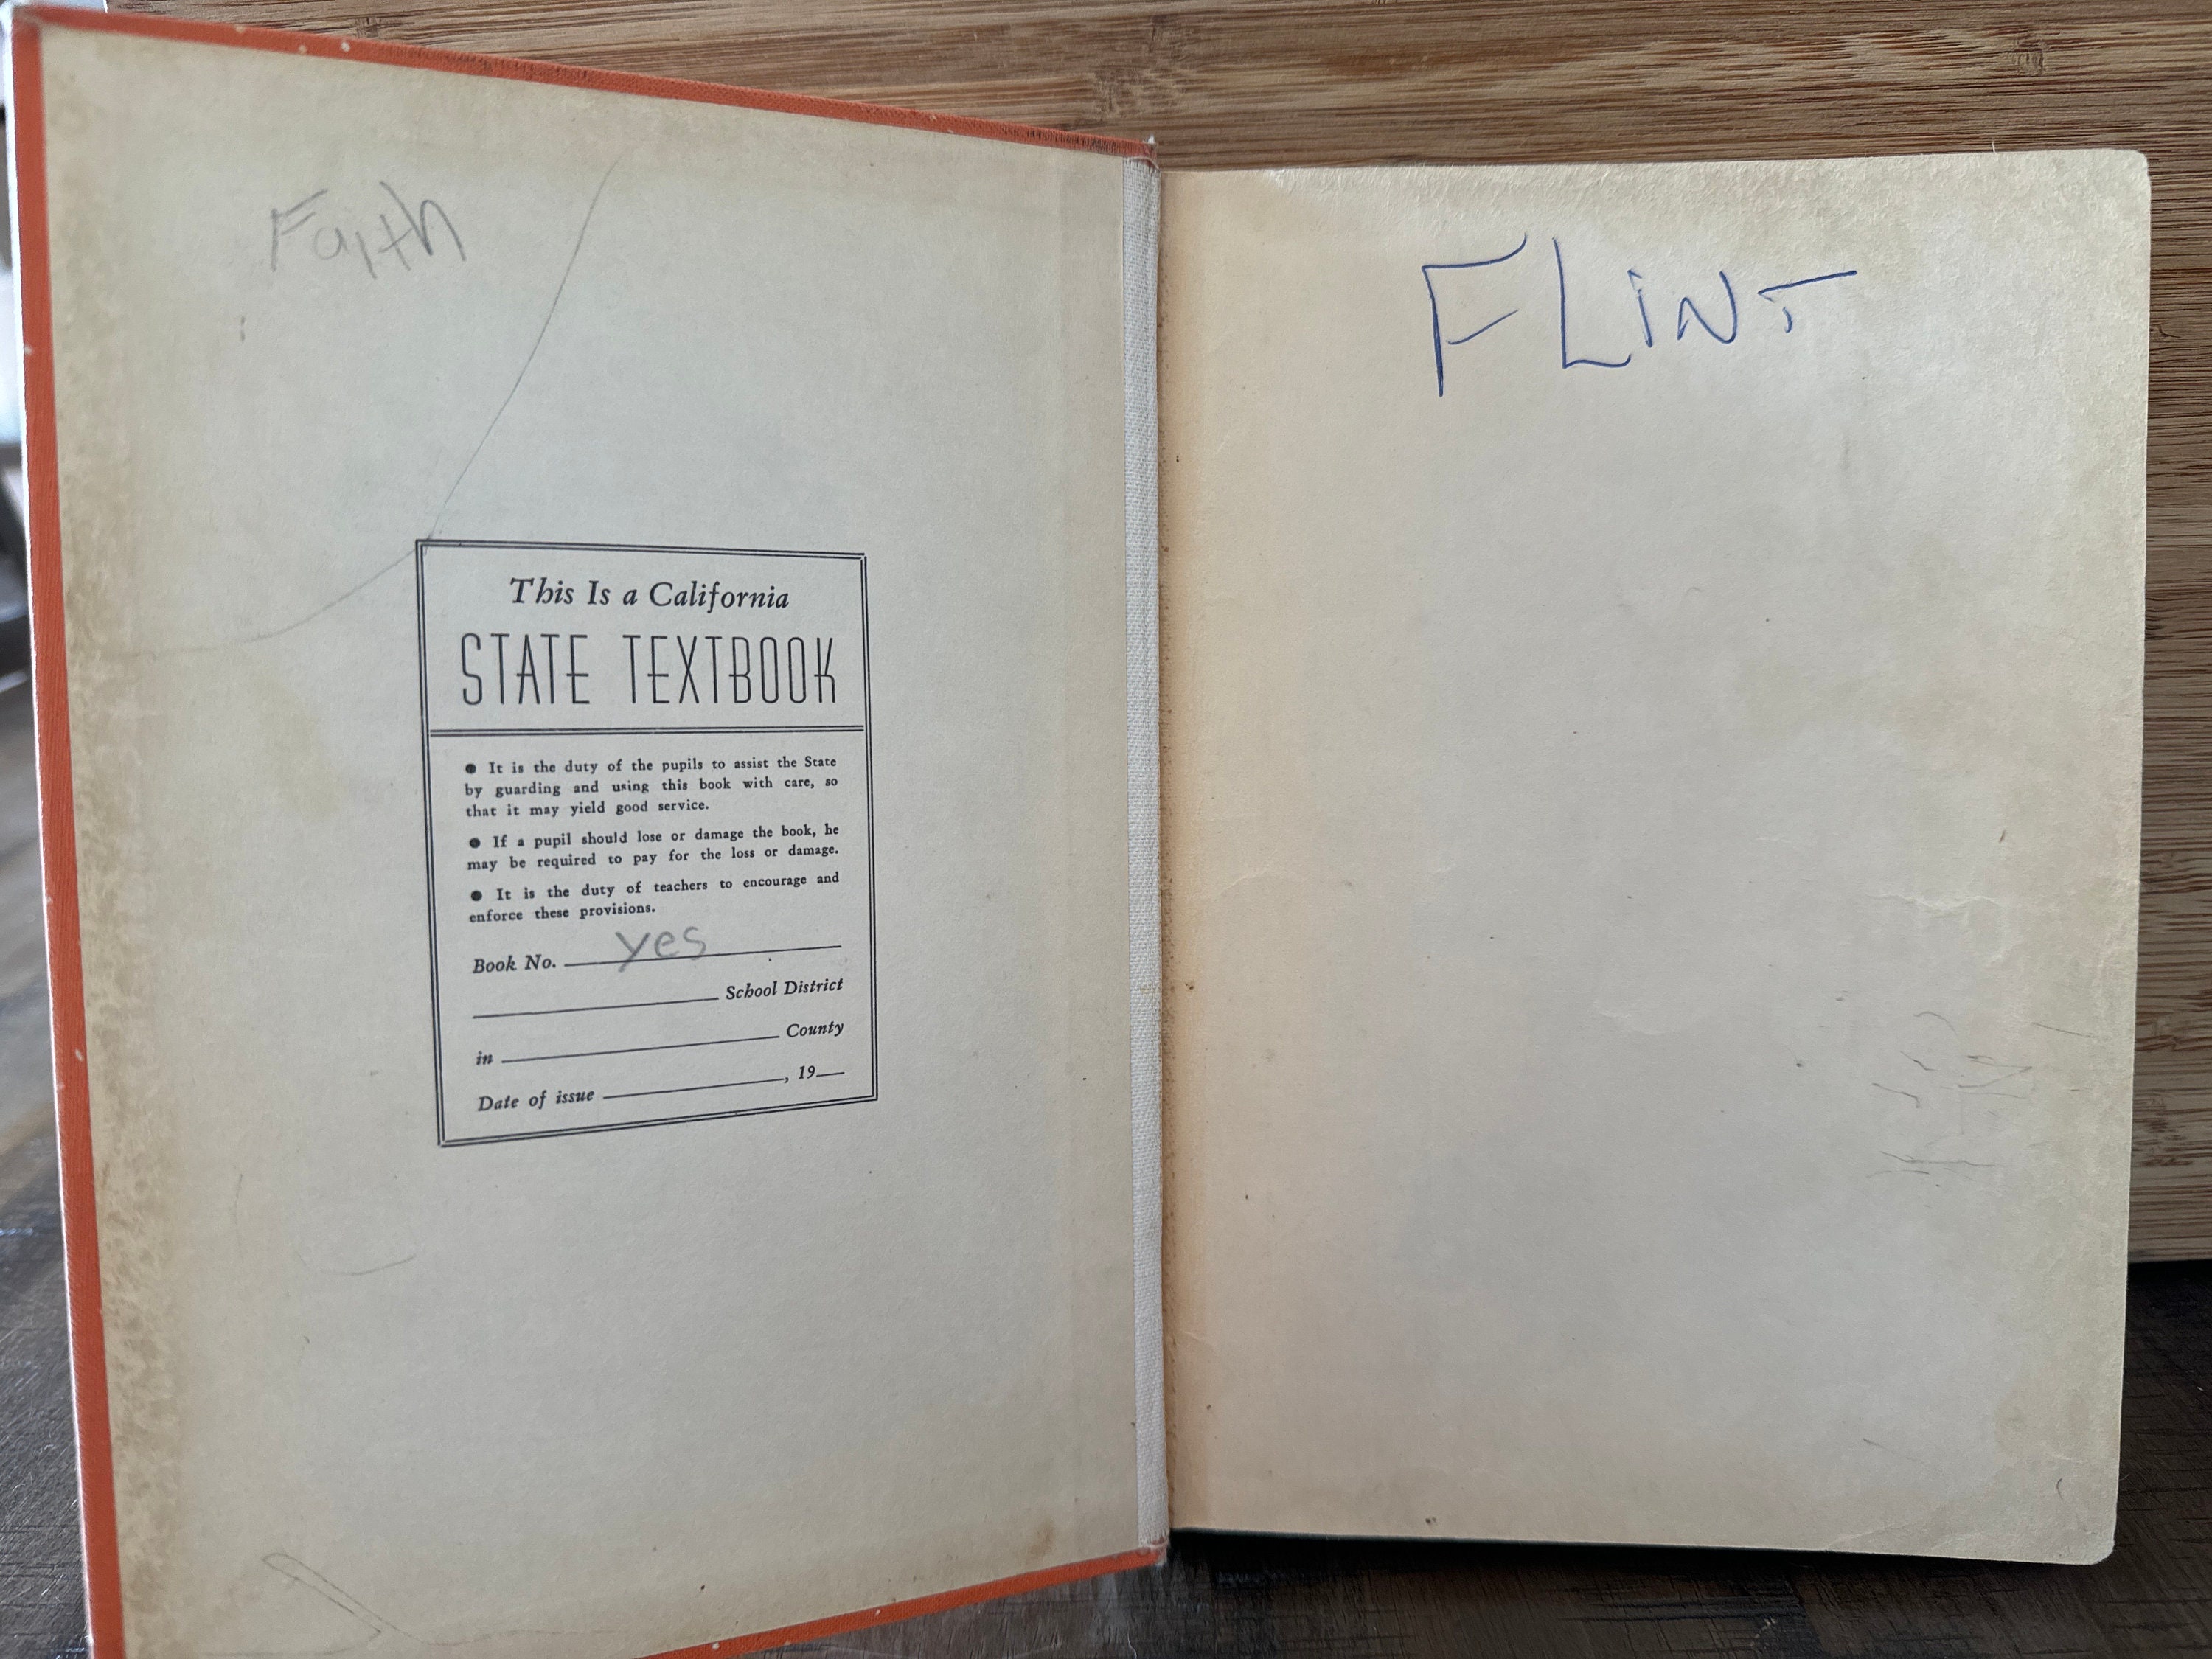 Faith
This Is a California
STATE TEXTBOOK
● It is the duty of the pupils to assist the State
by guarding and using this book with care, so
that it may yield good service.
● If a pupil should lose or damage the book, he
may be required to pay for the loss or damage.
● It is the duty of teachers to encourage and
enforce these provisions.
Book No. yes
School District
in County
Date of issue , 19
FLiNT